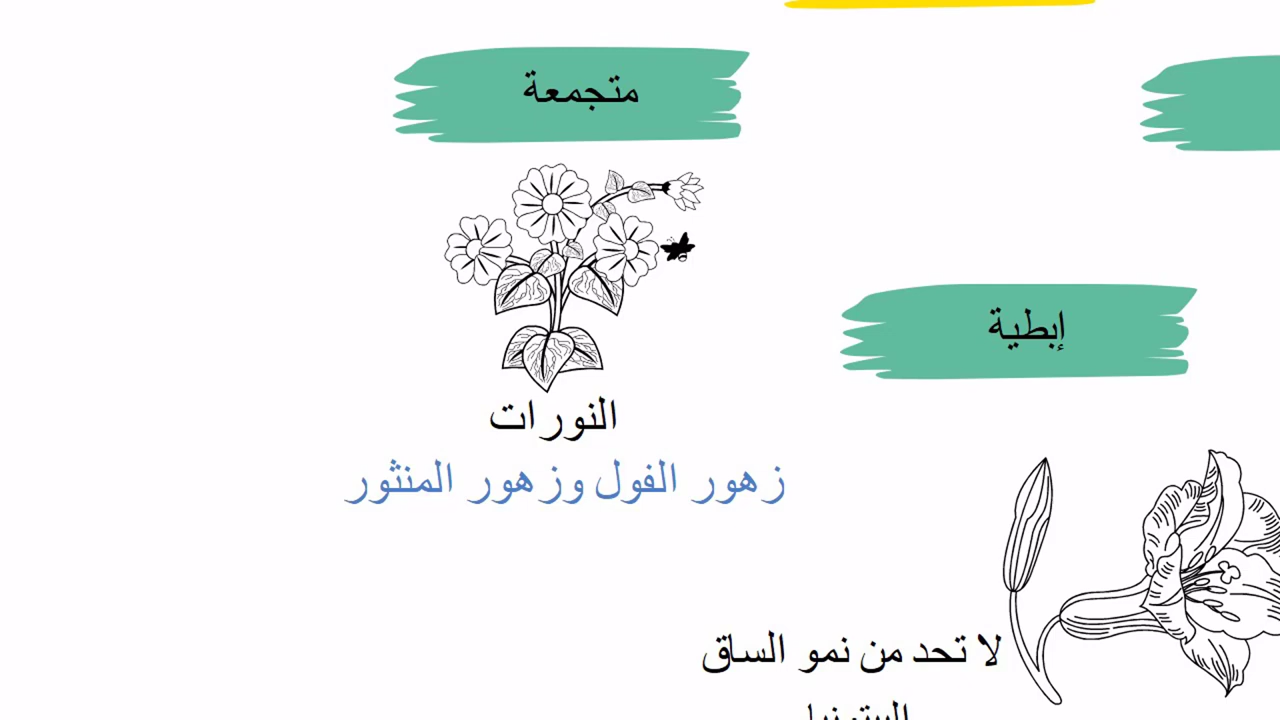 متجمعة
إبطية
النورات
زهور الفول وزهور المنثور
لا تحد من نمو الساق